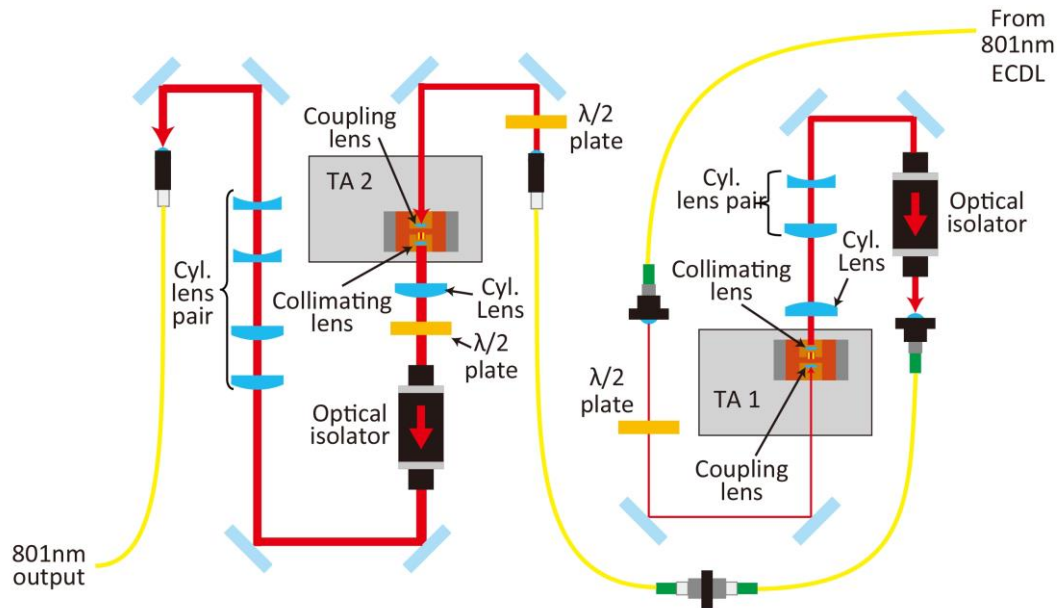 From
801nm
ECDL
Coupling
lens
λ/2
plate
TA 2
Cyl.
lens pair
Optical
isolator
Cyl.
lens
pair
Collimating
lens
Cyl.
Lens
λ/2
plate
Collimating
lens
Cyl.
Lens
λ/2
plate
TA 1
Optical
isolator
Coupling
lens
801nm
output